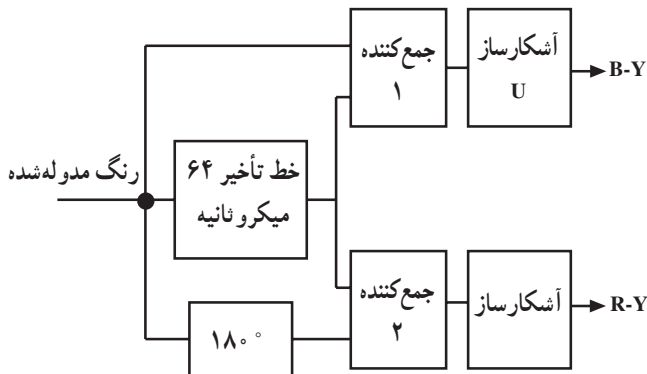 جمع‌کننده
۱
آشکارساز
U
B-Y
رنگ مدوله‌شده
خط تأخیر ۶۴
میکروثانیه
جمع‌کننده
۲
آشکارساز
R-Y
۱۸۰°